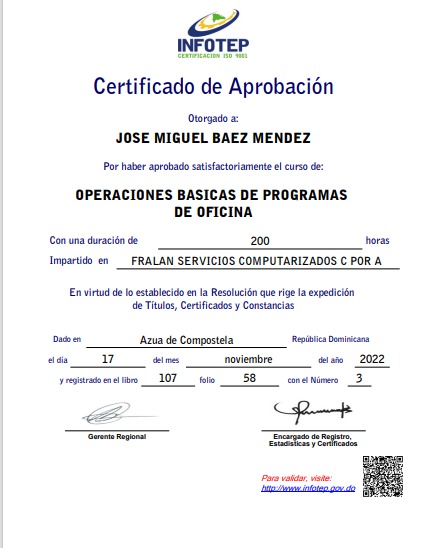 INFOTEP
CERTIFICACIÓN ISO 9001
Certificado de Aprobación
Otorgado a:
JOSE MIGUEL BAEZ MENDEZ
Por haber aprobado satisfactoriamente el curso de:
OPERACIONES BASICAS DE PROGRAMAS
DE OFICINA
Con una duración de 200 horas
Impartido en FRALAN SERVICIOS COMPUTARIZADOS C POR A
En virtud de lo establecido en la Resolución que rige la expedición
de Títulos, Certificados y Constancias
Dado en Azua de Compostela República Dominicana
el día 17 del mes noviembre del año 2022
y registrado en el libro 107 folio 58 con el Número 3
Gerente Regional
Encargado de Registro,
Estadísticas y Certificados
Para validar, visite:
http://www.infotep.gov.do